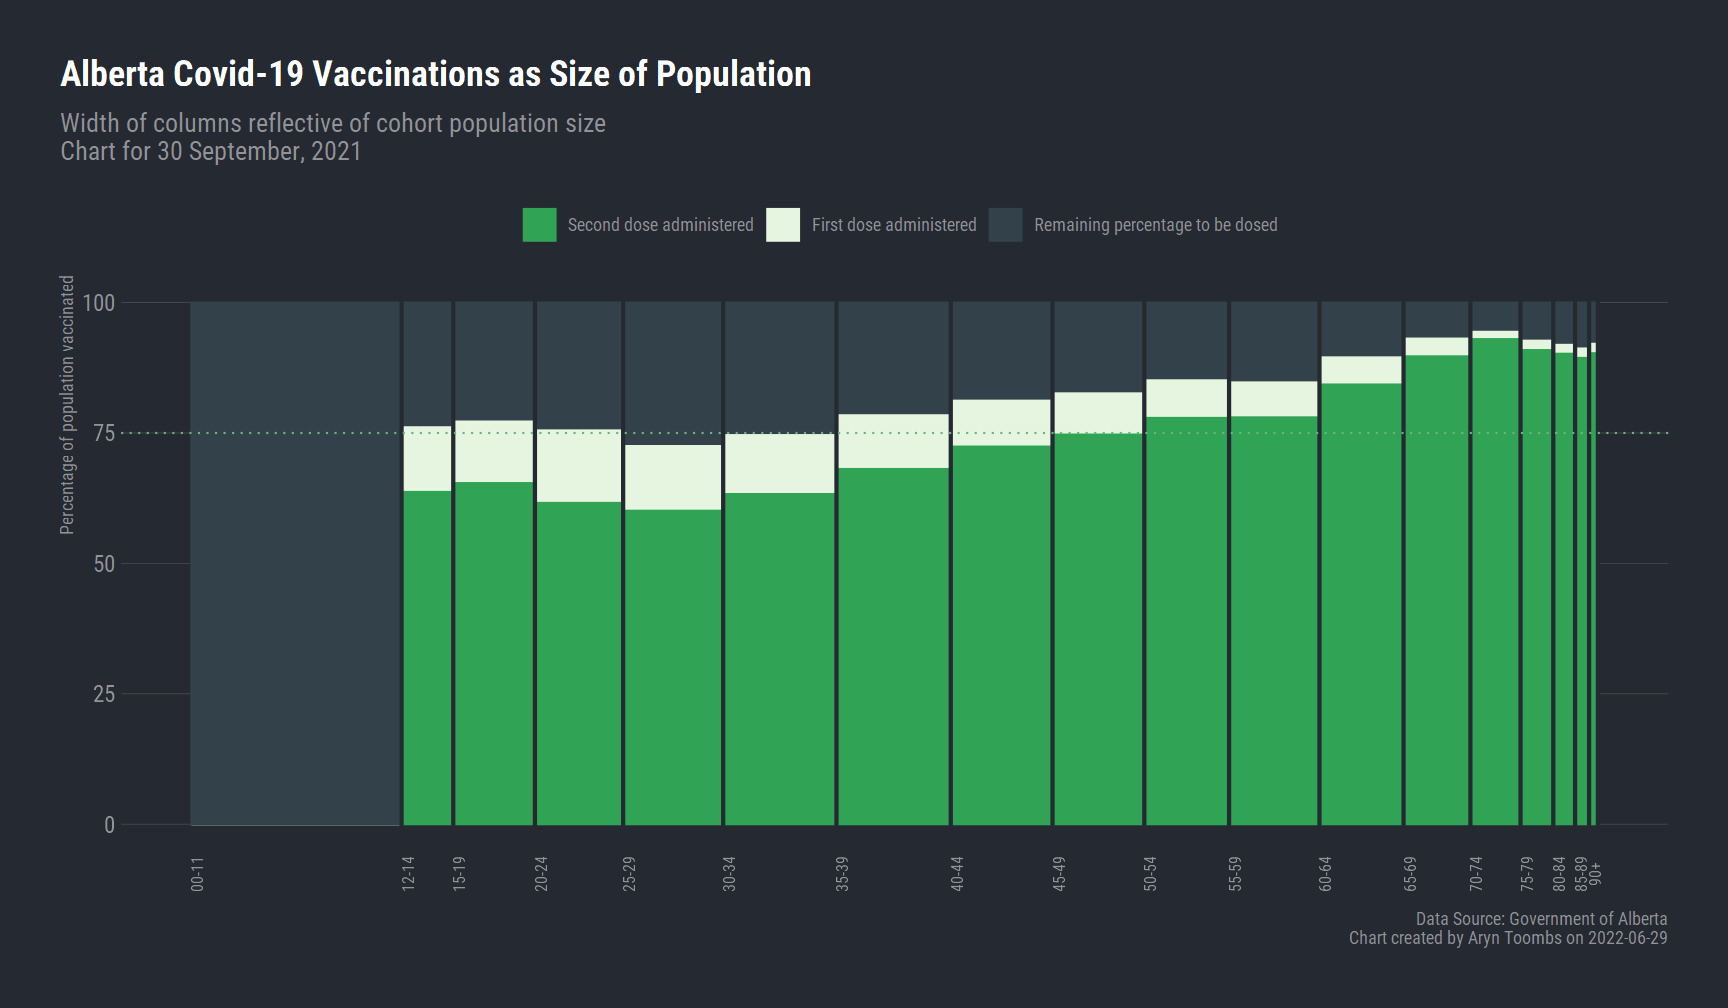 Alberta Covid-19 Vaccinations as Size of Population
Width of columns reflective of cohort population size
Chart for 30 September, 2021
Second dose administered
First dose administered
Remaining percentage to be dosed
Percentage of population vaccinated
100
75
50
25
0
00-11
12-14
15-19
20-24
25-29
30-34
35-39
40-44
45-49
50-54
55-59
60-64
65-69
70-74
75-79
80-84
85-89
90+
Data Source: Government of Alberta
Chart created by Aryn Toombs on 2022-06-29